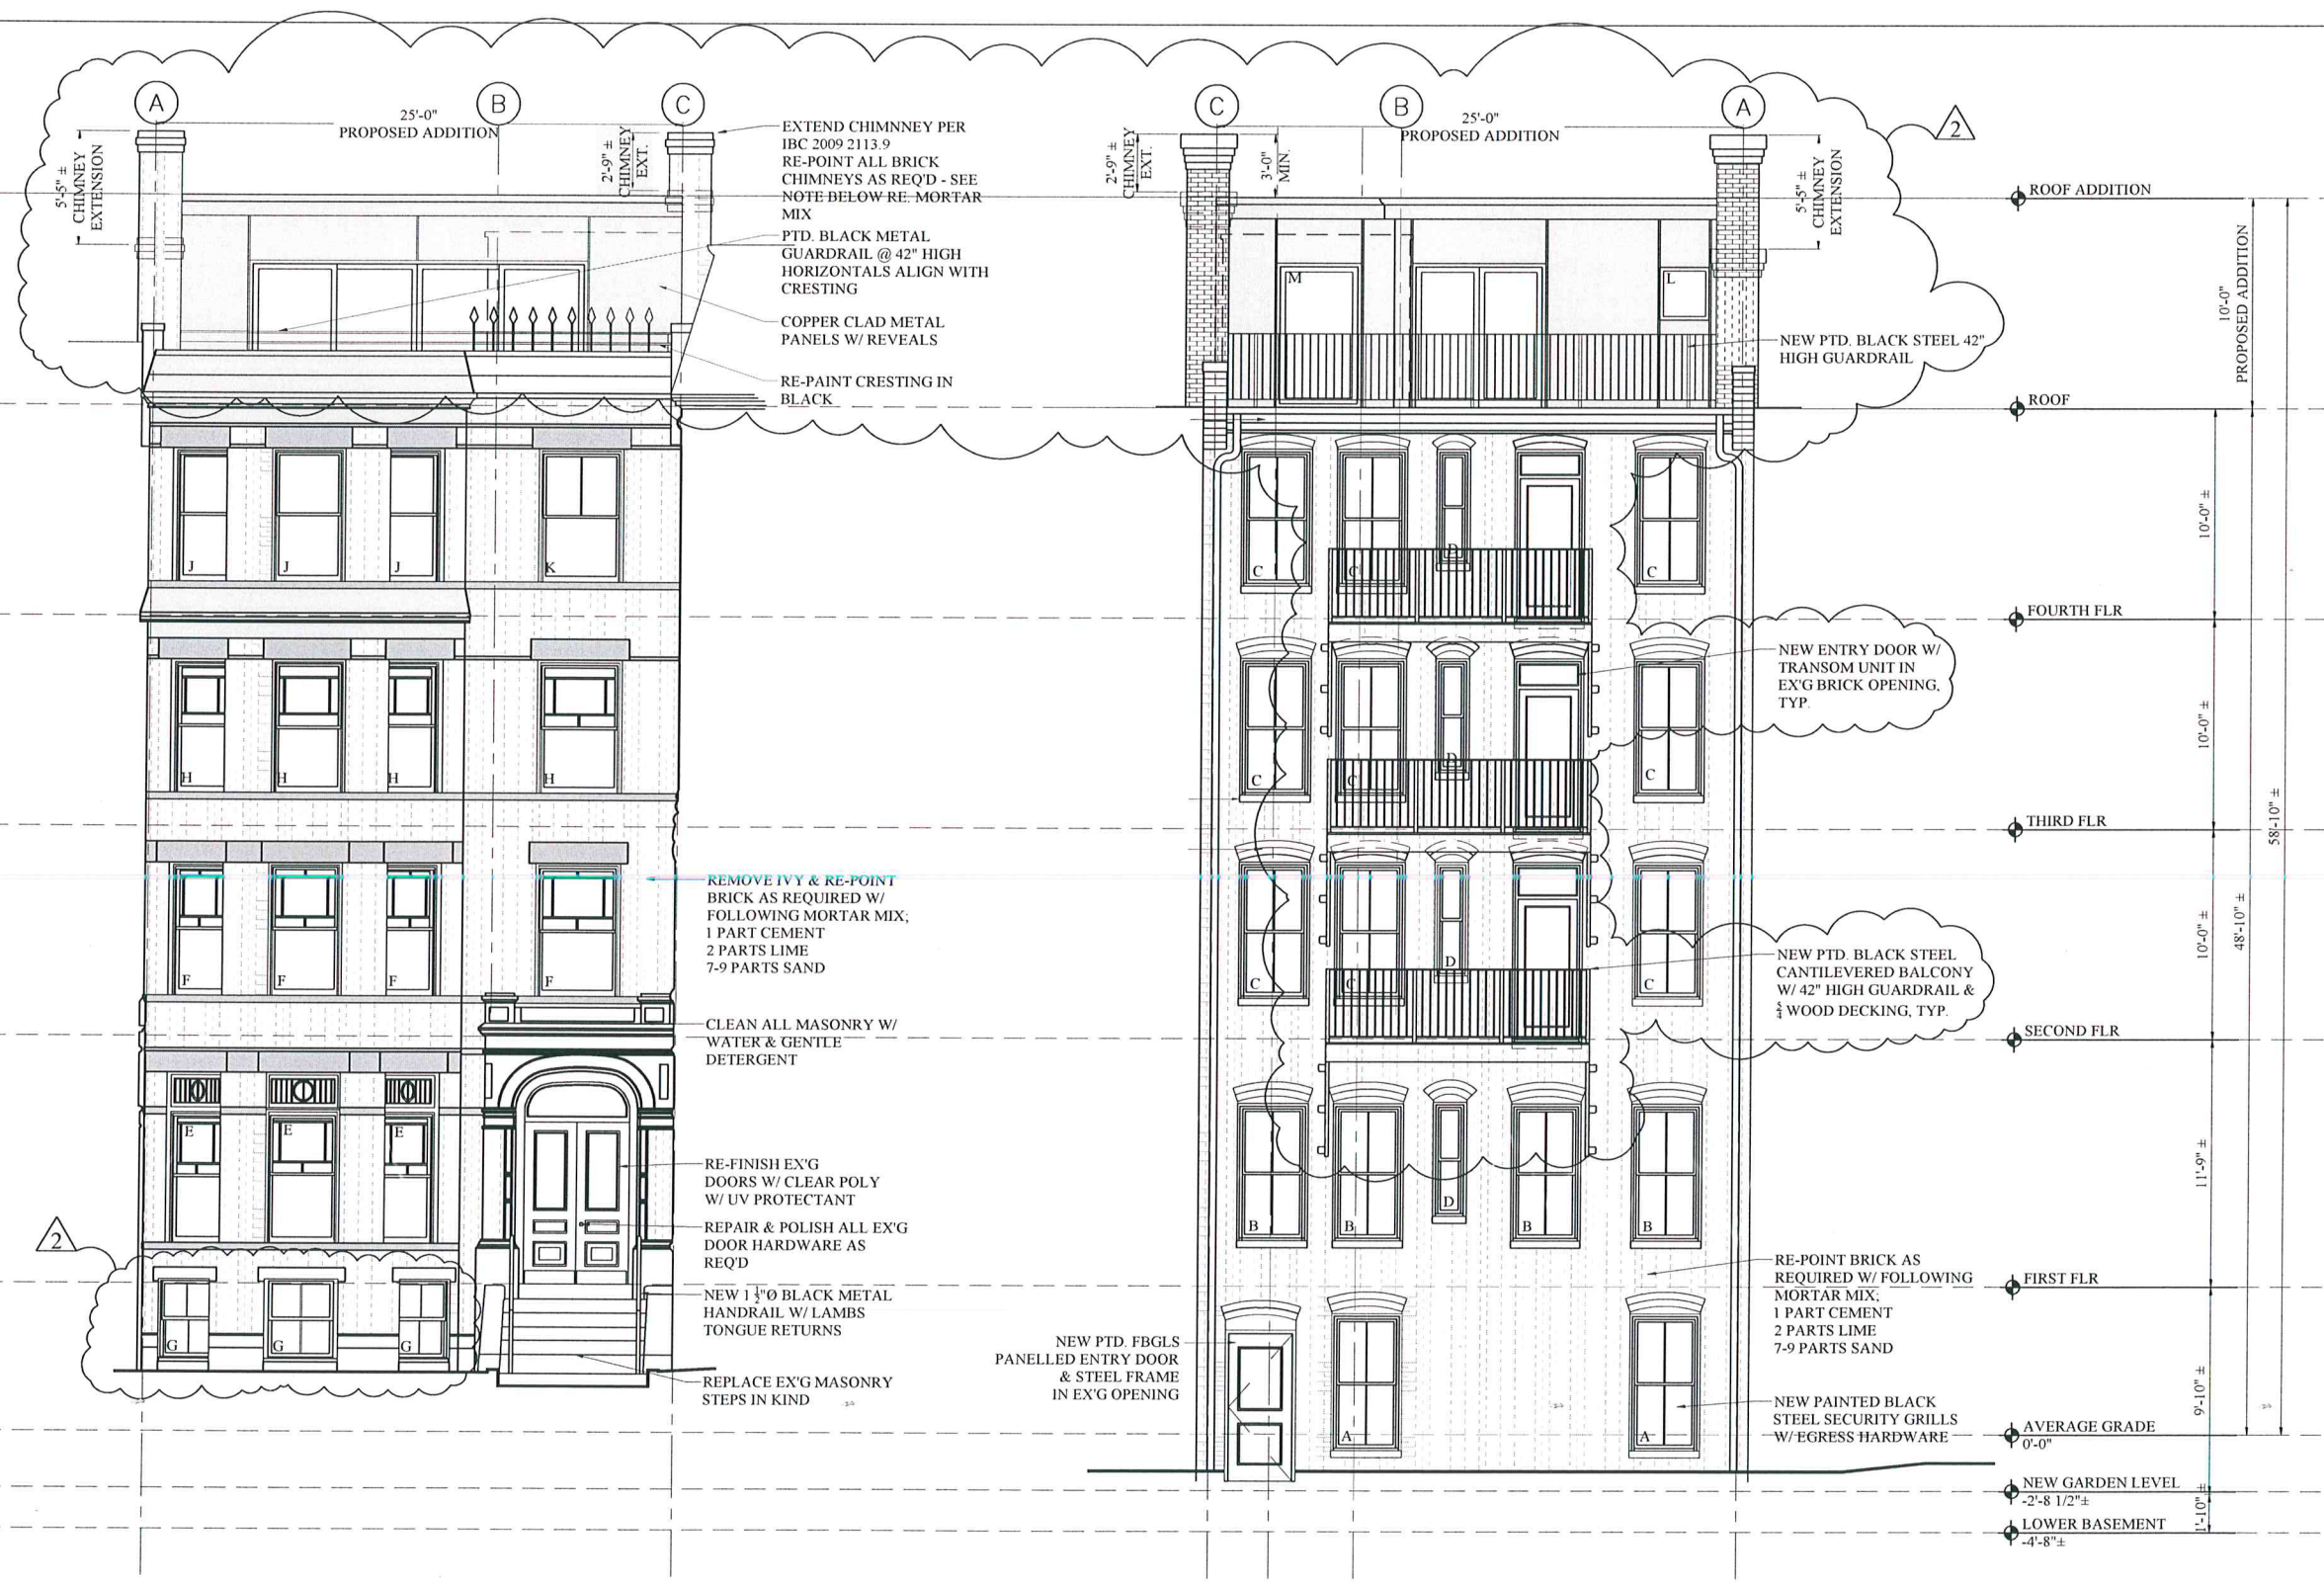 A
B
C
25'-0"
PROPOSED ADDITION
5'-5" ±
CHIMNEY
EXTENSION
2'-9" ±
CHIMNEY
EXT.
EXTEND CHIMNNEY PER
IBC 2009 2113.9
RE-POINT ALL BRICK
CHIMNEYS AS REQ'D - SEE
NOTE BELOW RE. MORTAR
MIX
PTD. BLACK METAL
GUARDRAIL @ 42" HIGH
HORIZONTALS ALIGN WITH
CRESTING
COPPER CLAD METAL
PANELS W/ REVEALS
RE-PAINT CRESTING IN
BLACK
J
J
J
K
H
H
H
H
F
F
F
F
REMOVE IVY & RE-POINT
BRICK AS REQUIRED W/
FOLLOWING MORTAR MIX;
1 PART CEMENT
2 PARTS LIME
7-9 PARTS SAND
CLEAN ALL MASONRY W/
WATER & GENTLE
DETERGENT
E
E
E
RE-FINISH EX'G
DOORS W/ CLEAR POLY
W/ UV PROTECTANT
REPAIR & POLISH ALL EX'G
DOOR HARDWARE AS
REQ'D
NEW 1 ½"Ø BLACK METAL
HANDRAIL W/ LAMBS
TONGUE RETURNS
REPLACE EX'G MASONRY
STEPS IN KIND
2
G
G
G
C
B
A
25'-0"
PROPOSED ADDITION
2'-9" ±
CHIMNEY
EXT.
3'-0"
MIN.
5'-5" ±
CHIMNEY
EXTENSION
2
M
L
NEW PTD. BLACK STEEL 42"
HIGH GUARDRAIL
C
C
D
C
NEW ENTRY DOOR W/
TRANSOM UNIT IN
EX'G BRICK OPENING,
TYP.
C
C
D
C
C
C
D
C
NEW PTD. BLACK STEEL
CANTILEVERED BALCONY
W/ 42" HIGH GUARDRAIL &
5/4 WOOD DECKING, TYP.
B
B
D
B
B
RE-POINT BRICK AS
REQUIRED W/ FOLLOWING
MORTAR MIX;
1 PART CEMENT
2 PARTS LIME
7-9 PARTS SAND
NEW PTD. FBGLS
PANELLED ENTRY DOOR
& STEEL FRAME
IN EX'G OPENING
A
A
NEW PAINTED BLACK
STEEL SECURITY GRILLS
W/ EGRESS HARDWARE
ROOF ADDITION
ROOF
FOURTH FLR
THIRD FLR
SECOND FLR
FIRST FLR
AVERAGE GRADE
0'-0"
NEW GARDEN LEVEL
-2'-8 1/2"±
LOWER BASEMENT
-4'-8"±
10'-0"
PROPOSED ADDITION
10'-0" ±
10'-0" ±
10'-0" ±
11'-9" ±
9'-10" ±
1'-10" ±
48'-10" ±
58'-10" ±